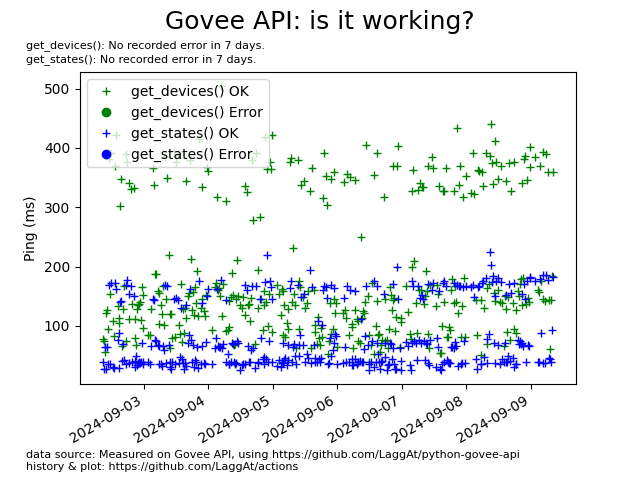 Govee API: is it working?
get_devices(): No recorded error in 7 days.
get_states(): No recorded error in 7 days.
get_devices() OK
get_devices() Error
get_states() OK
get_states() Error
Ping (ms)
500
400
300
200
100
2024-09-03
2024-09-04
2024-09-05
2024-09-06
2024-09-07
2024-09-08
2024-09-09
data source: Measured on Govee API, using https://github.com/LaggAt/python-govee-api
history & plot: https://github.com/LaggAt/actions